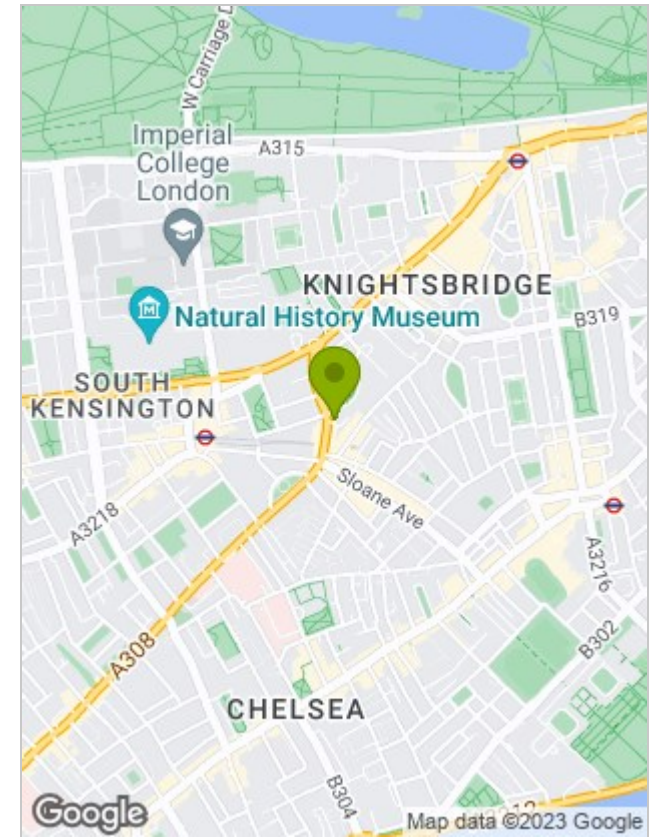 W Carriage D
Imperial
College
London
A315
KNIGHTSBRIDGE
B319
Natural History Museum
SOUTH
KENSINGTON
Sloane Ave
A3218
A3216
A308
B302
CHELSEA
B304
Google
Map data ©2023 Google